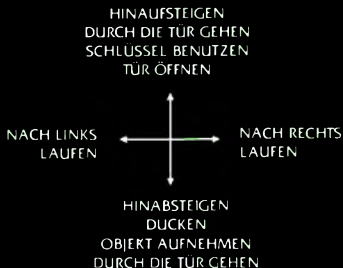 HINAUFSTEIGEN
DURCH DIE TÜR GEHEN
SCHLÜSSEL BENUTZEN
TÜR ÖFFNEN
NACH LINKS
LAUFEN
NACH RECHTS
LAUFEN
HINABSTEIGEN
DUCKEN
OBJEKT AUFNEHMEN
DURCH DIE TÜR GEHEN